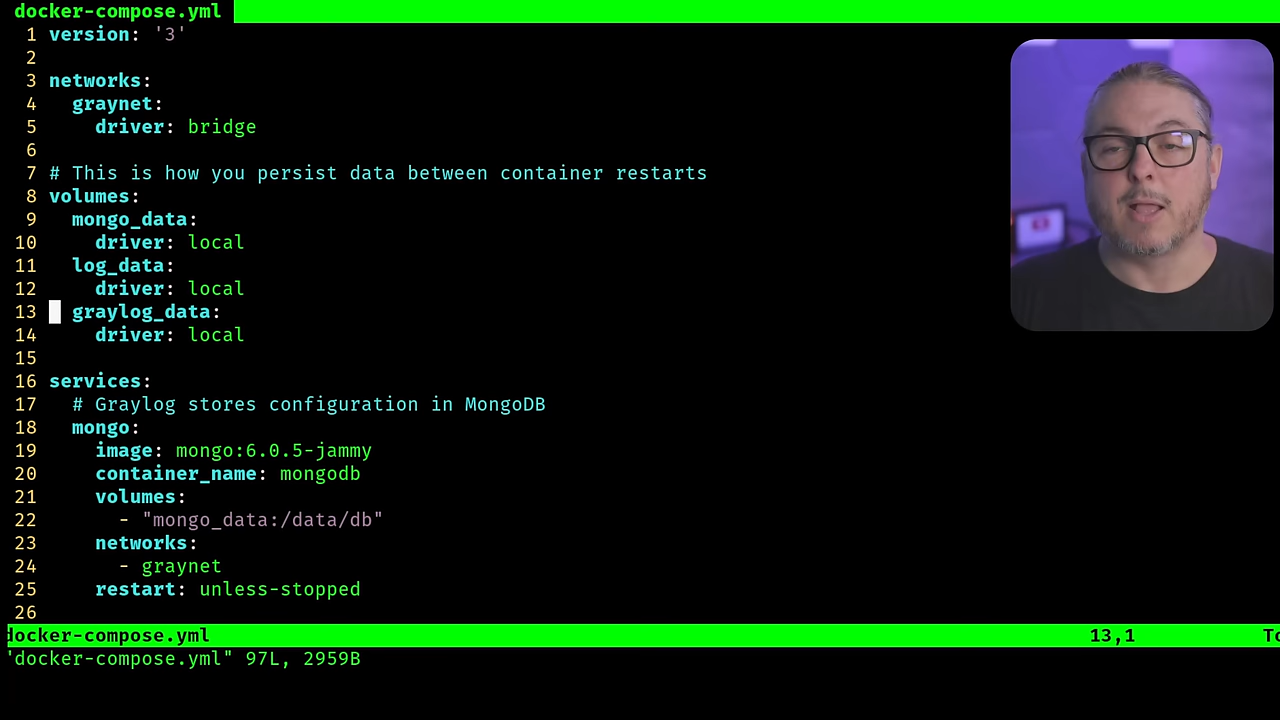 docker-compose.yml
1 version: '3'
2
3 networks:
4   graynet:
5     driver: bridge
6
7 # This is how you persist data between container restarts
8 volumes:
9   mongo_data:
10     driver: local
11   log_data:
12     driver: local
13   graylog_data:
14     driver: local
15
16 services:
17   # Graylog stores configuration in MongoDB
18   mongo:
19     image: mongo:6.0.5-jammy
20     container_name: mongodb
21     volumes:
22       - "mongo_data:/data/db"
23     networks:
24       - graynet
25     restart: unless-stopped
26
docker-compose.yml 13,1 To
"docker-compose.yml" 97L, 2959B